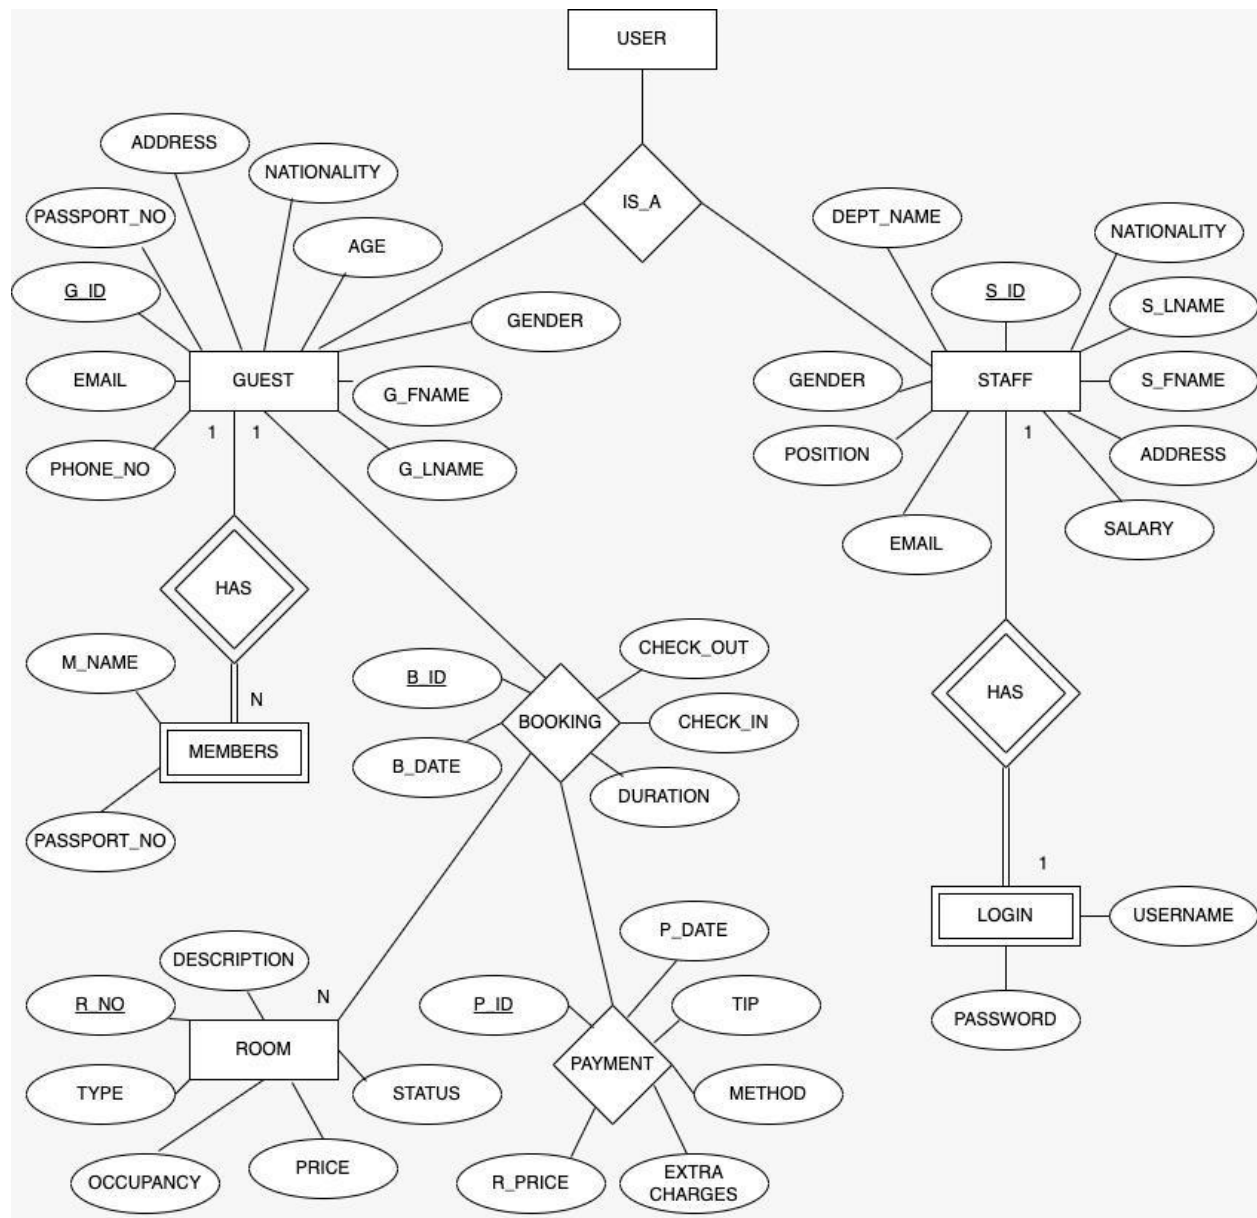 USER
ADDRESS
NATIONALITY
PASSPORT_NO
AGE
G_ID
GENDER
EMAIL
GUEST
G_FNAME
PHONE_NO
G_LNAME
1
1
IS_A
DEPT_NAME
NATIONALITY
S_ID
S_LNAME
GENDER
STAFF
S_FNAME
POSITION
1
ADDRESS
EMAIL
SALARY
HAS
M_NAME
N
MEMBERS
PASSPORT_NO
B_ID
CHECK_OUT
BOOKING
CHECK_IN
B_DATE
DURATION
HAS
1
LOGIN
USERNAME
PASSWORD
DESCRIPTION
R_NO
N
ROOM
TYPE
STATUS
OCCUPANCY
PRICE
P_DATE
P_ID
TIP
PAYMENT
METHOD
R_PRICE
EXTRA
CHARGES